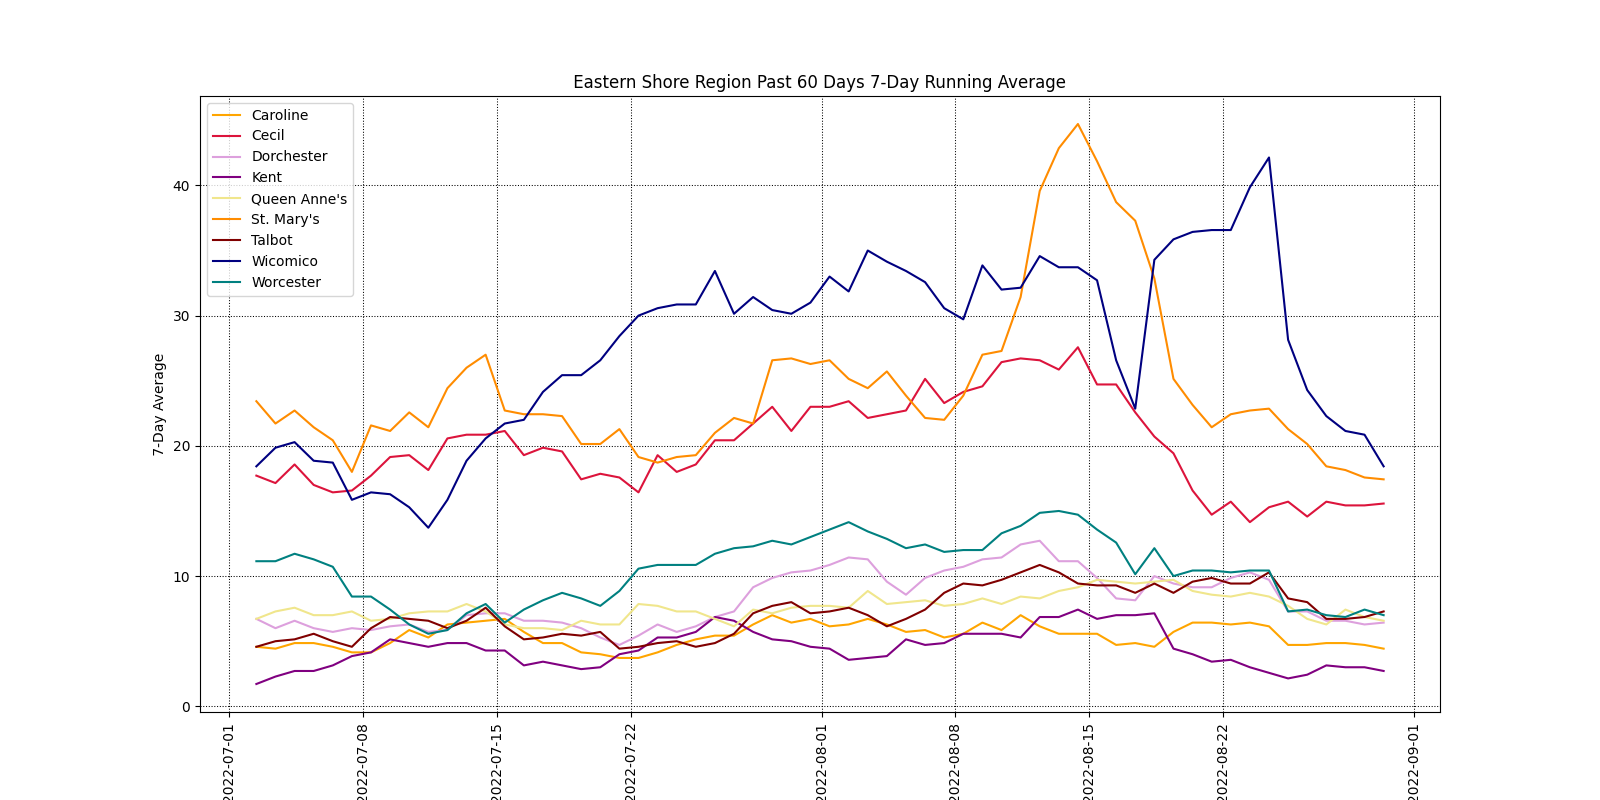 Eastern Shore Region Past 60 Days 7-Day Running Average
Caroline
Cecil
Dorchester
Kent
Queen Anne's
St. Mary's
Talbot
Wicomico
Worcester
7-Day Average
40
30
20
10
0
2022-07-01
2022-07-08
2022-07-15
2022-07-22
2022-08-01
2022-08-08
2022-08-15
2022-08-22
2022-09-01